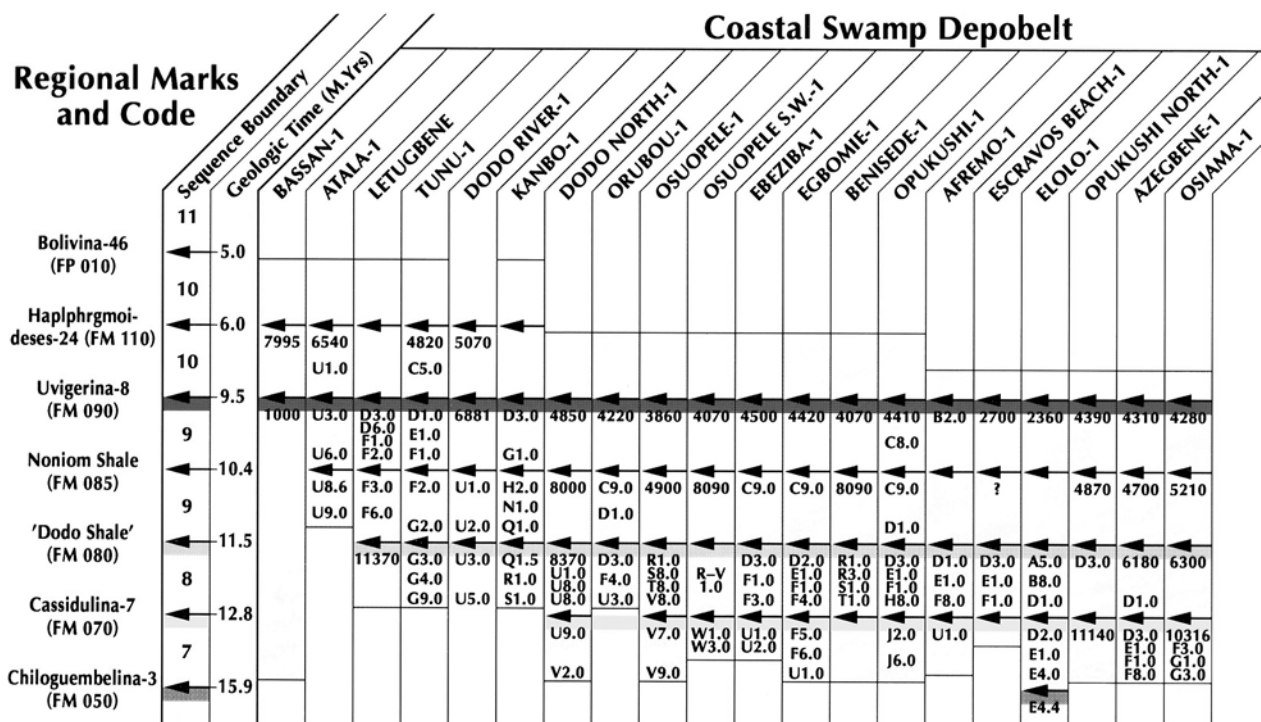 Coastal Swamp Depobelt
Regional Marks
and Code
Sequence Boundary
Geologic Time (M.Yrs)
BASSAN-1
ATALA-1
LETUGBENE
TUNU-1
DODO RIVER-1
KANBO-1
DODO NORTH-1
ORUBOU-1
OSUOPELE-1
OSUOPELE S.W.-1
EBEZIBA-1
EGBOMIE-1
BENISEDE-1
OPUKUSHI-1
AFREMO-1
ESCRAVOS BEACH-1
ELOLO-1
OPUKUSHI NORTH-1
AZEGBENE-1
OSIAMA-1
11
Bolivina-46
(FP 010)
5.0
10
Haplphrgmoi-
deses-24 (FM 110)
6.0
7995 6540 4820 5070
10 U1.0 C5.0
Uvigerina-8
(FM 090)
9.5
1000 U3.0 D3.0 D1.0 6881 D3.0 4850 4220 3860 4070 4500 4420 4070 4410 B2.0 2700 2360 4390 4310 4280
D6.0
9 F1.0 E1.0 C8.0
U6.0 F2.0 F1.0 G1.0
Noniom Shale
(FM 085)
10.4
U8.6 F3.0 F2.0 U1.0 H2.0 8000 C9.0 4900 8090 C9.0 C9.0 8090 C9.0 ? 4870 4700 5210
9 U9.0 F6.0 N1.0 D1.0
G2.0 U2.0 Q1.0 D1.0
'Dodo Shale'
(FM 080)
11.5
11370 G3.0 U3.0 Q1.5 8370 D3.0 R1.0 D3.0 D2.0 R1.0 D3.0 D1.0 D3.0 A5.0 D3.0 6180 6300
8 G4.0 R1.0 U1.0 F4.0 S8.0 R–V F1.0 E1.0 R3.0 E1.0 E1.0 E1.0 B8.0
U8.0 T8.0 1.0 F1.0 S1.0 F1.0
G9.0 U5.0 S1.0 U8.0 U3.0 V8.0 F3.0 F4.0 T1.0 H8.0 F8.0 F1.0 D1.0 D1.0
Cassidulina-7
(FM 070)
12.8
U9.0 V7.0 W1.0 U1.0 F5.0 J2.0 U1.0 D2.0 11140 D3.0 10316
W3.0 U2.0
7 F6.0 J6.0 E1.0 E1.0 F3.0
F1.0 G1.0
V2.0 V9.0 U1.0 E4.0 F8.0 G3.0
Chiloguembelina-3
(FM 050)
15.9
E4.4